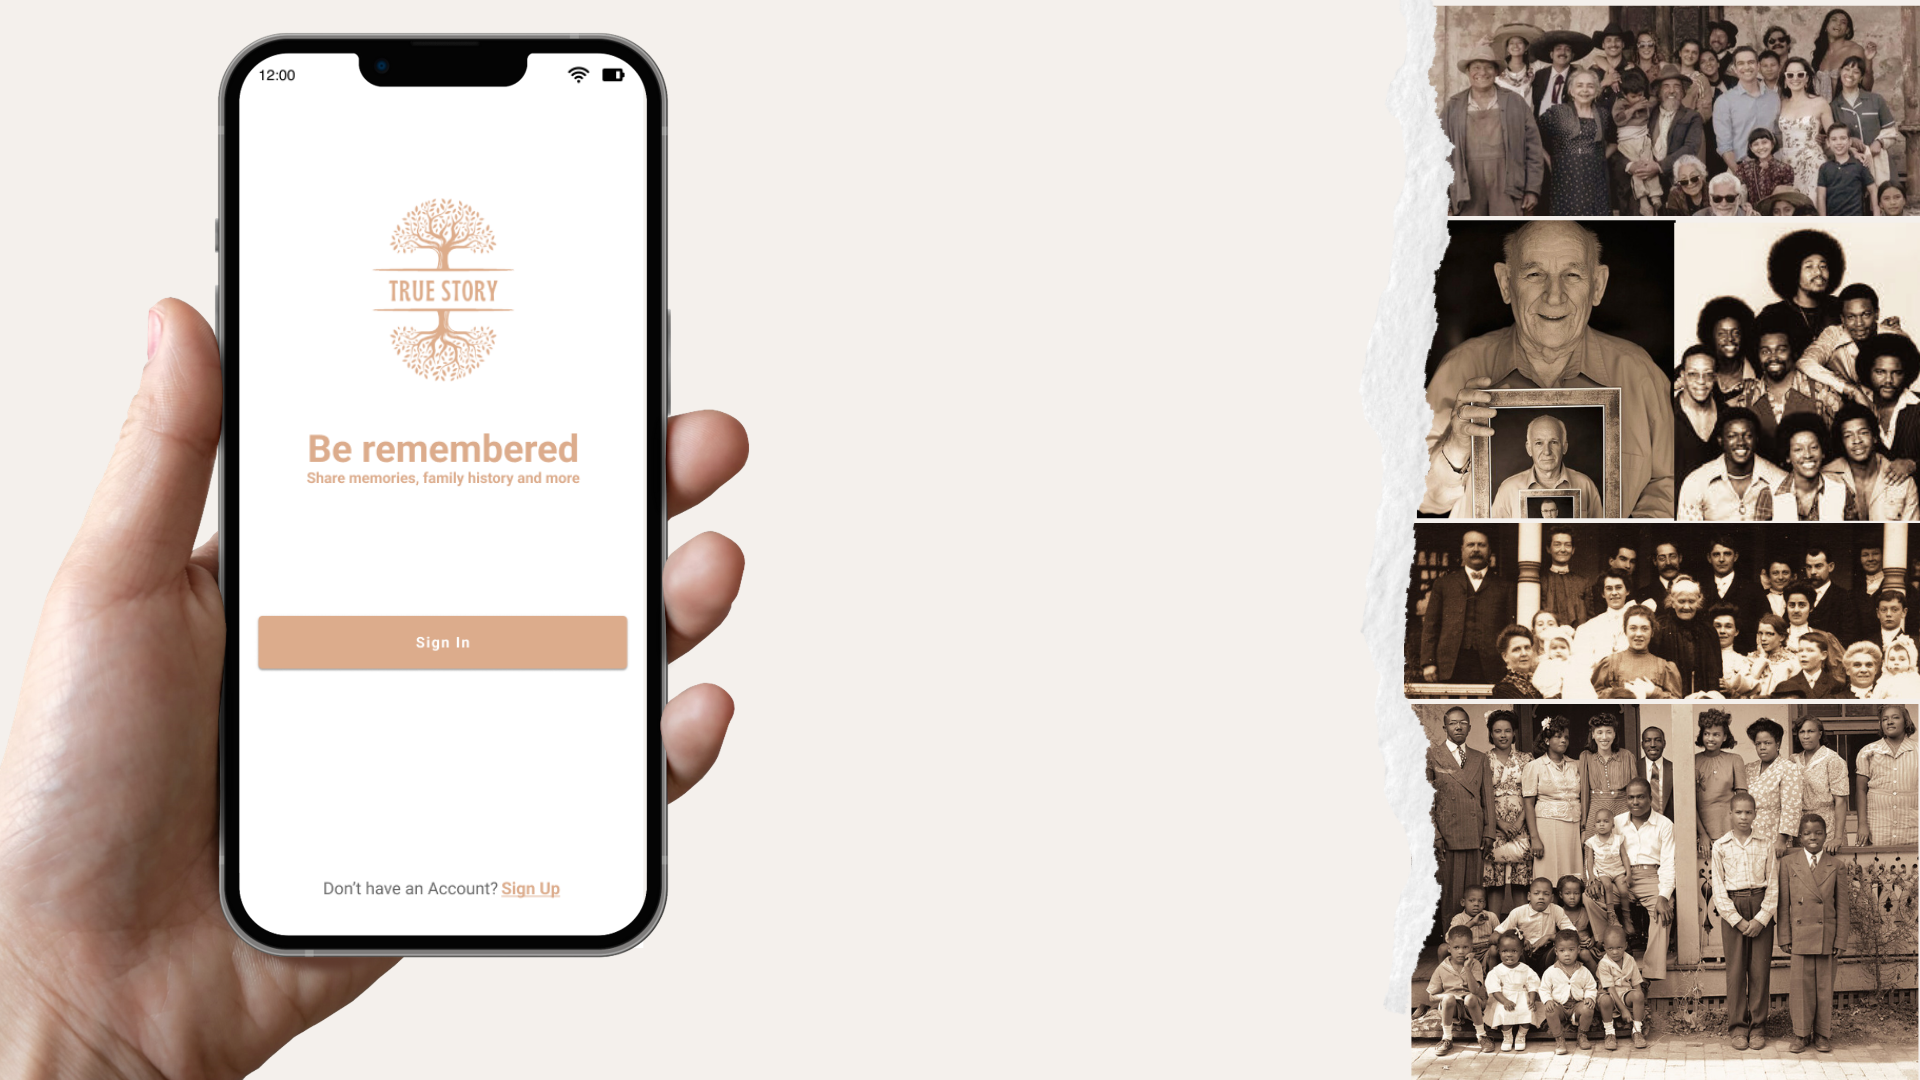 12:00
TRUE STORY
Be remembered
Share memories, family history and more
Sign In
Don't have an Account? Sign Up